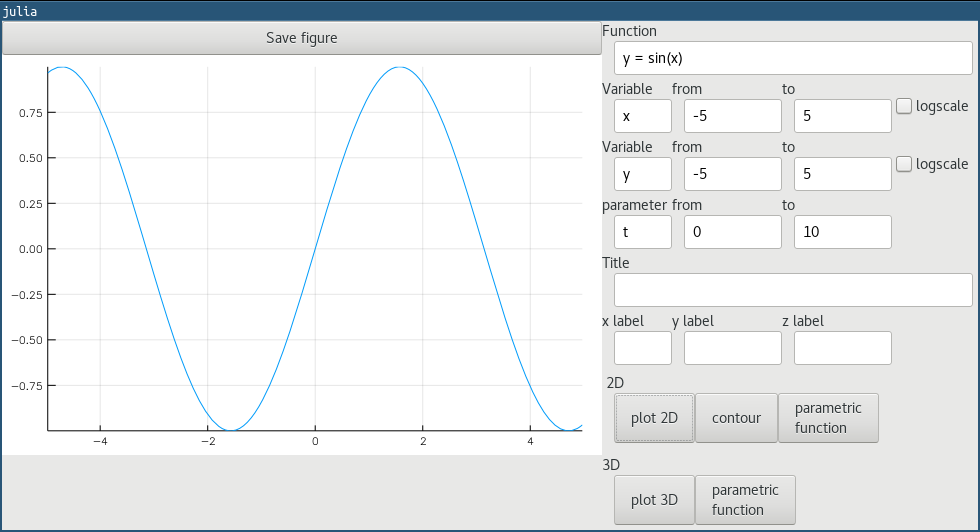 julia
Save figure
0.75
0.50
0.25
0.00
−0.25
−0.50
−0.75
−4 −2 0 2 4
Function
y = sin(x)
Variable from to
x -5 5 logscale
Variable from to
y -5 5 logscale
parameter from to
t 0 10
Title
x label y label z label
2D
plot 2D contour parametric
function
3D
plot 3D parametric
function